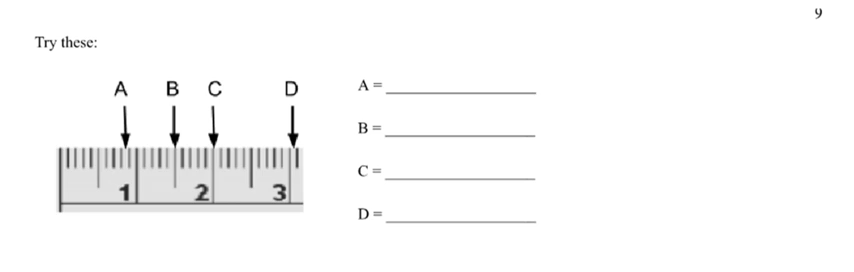 9
Try these:
A B C D
1 2 3
A =
B =
C =
D =